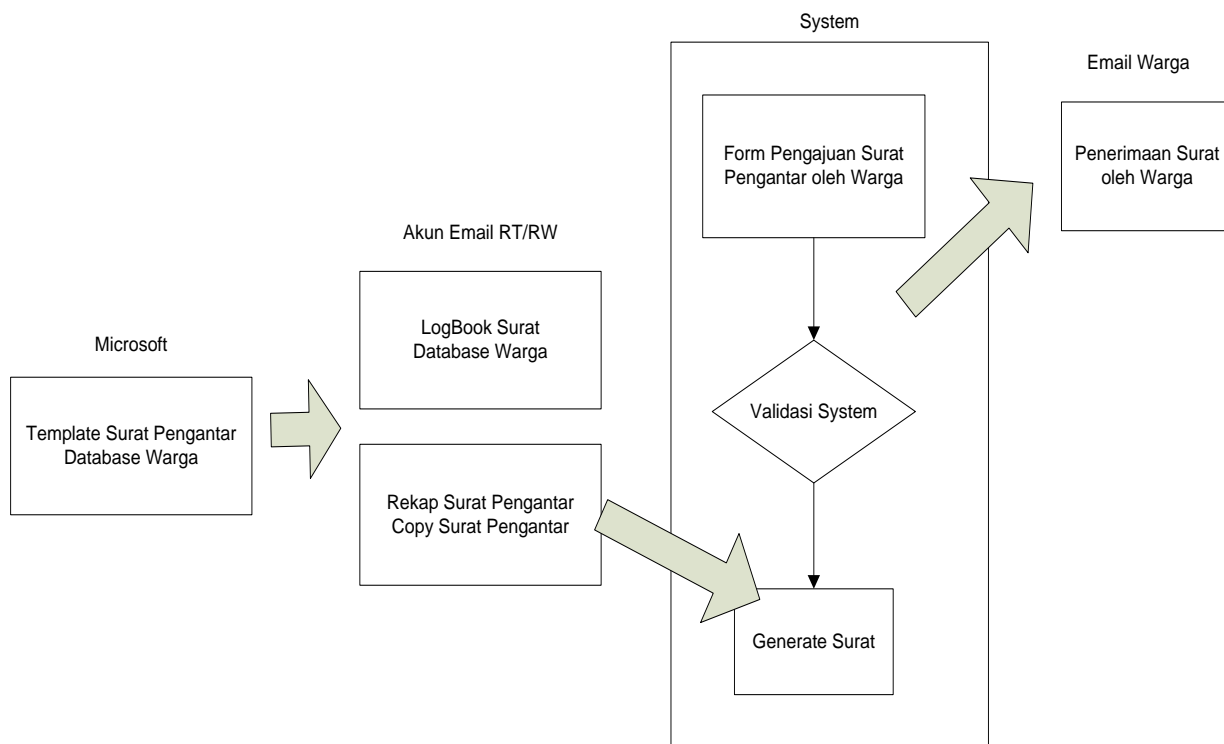 System
Email Warga
Form Pengajuan Surat
Pengantar oleh Warga
Penerimaan Surat
oleh Warga
Akun Email RT/RW
LogBook Surat
Database Warga
Microsoft
Template Surat Pengantar
Database Warga
Validasi System
Rekap Surat Pengantar
Copy Surat Pengantar
Generate Surat